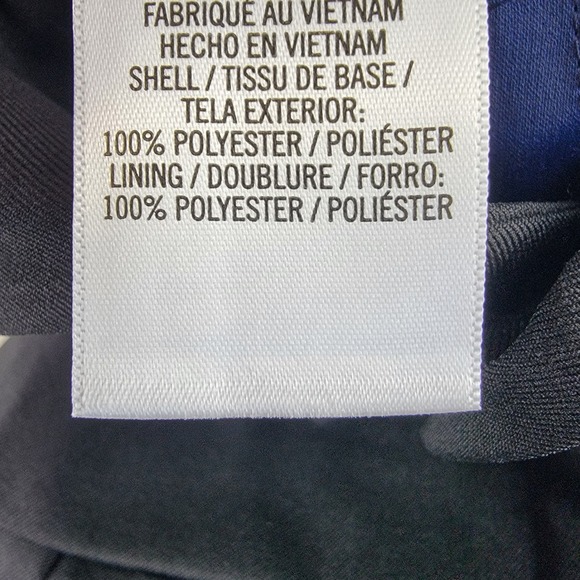 FABRIQUÉ AU VIETNAM
HECHO EN VIETNAM
SHELL / TISSU DE BASE /
TELA EXTERIOR:
100% POLYESTER / POLIÉSTER
LINING / DOUBLURE / FORRO:
100% POLYESTER / POLIÉSTER